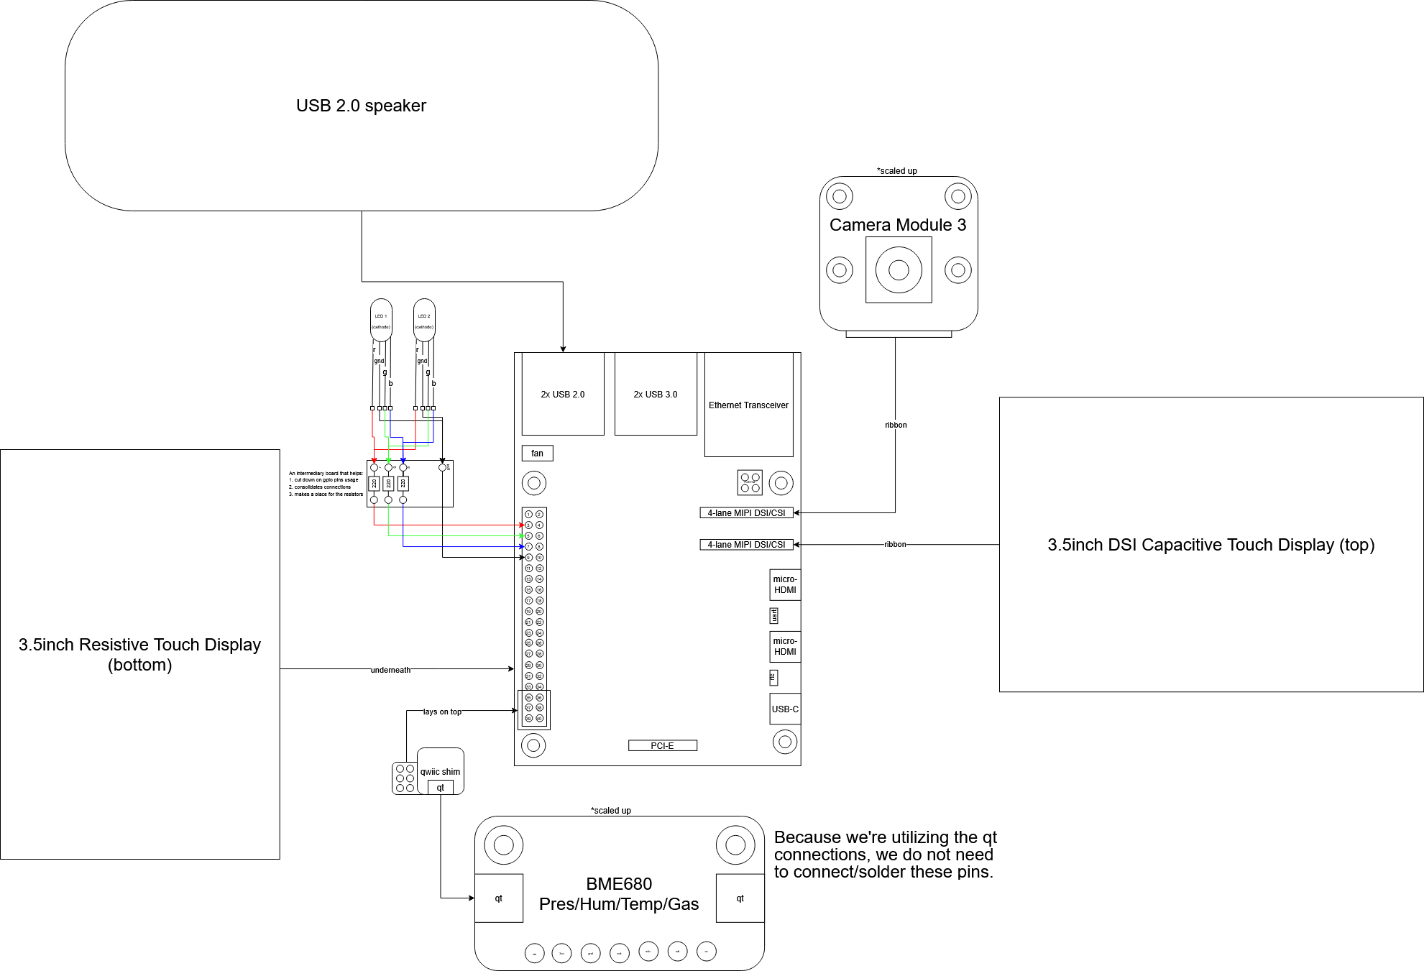 USB 2.0 speaker
*scaled up
Camera Module 3
LED 1
(cathode)
LED 2
(cathode)
r
gnd
g
b
r
gnd
g
b
2x USB 2.0
2x USB 3.0
Ethernet Transceiver
fan
ribbon
An intermediary board that helps:
1. cut down on gpio pins usage
2. consolidates connections
3. makes a place for the resistors
220
220
220
4-lane MIPI DSI/CSI
4-lane MIPI DSI/CSI
ribbon
3.5inch DSI Capacitive Touch Display (top)
micro-
HDMI
uart
micro-
HDMI
USB-C
PCI-E
3.5inch Resistive Touch Display
(bottom)
underneath
lays on top
qwiic shim
qt
*scaled up
BME680
Pres/Hum/Temp/Gas
qt
qt
Because we're utilizing the qt
connections, we do not need
to connect/solder these pins.